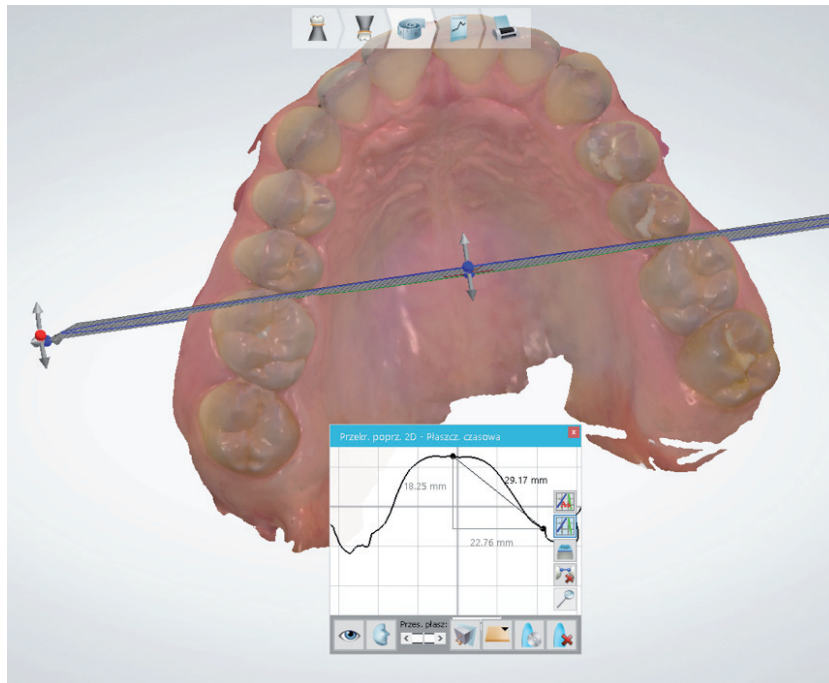 Przekr. poprz. 2D - Płaszcz. czasowa
x
18.25 mm
29.17 mm
22.76 mm
Przes. płasz: